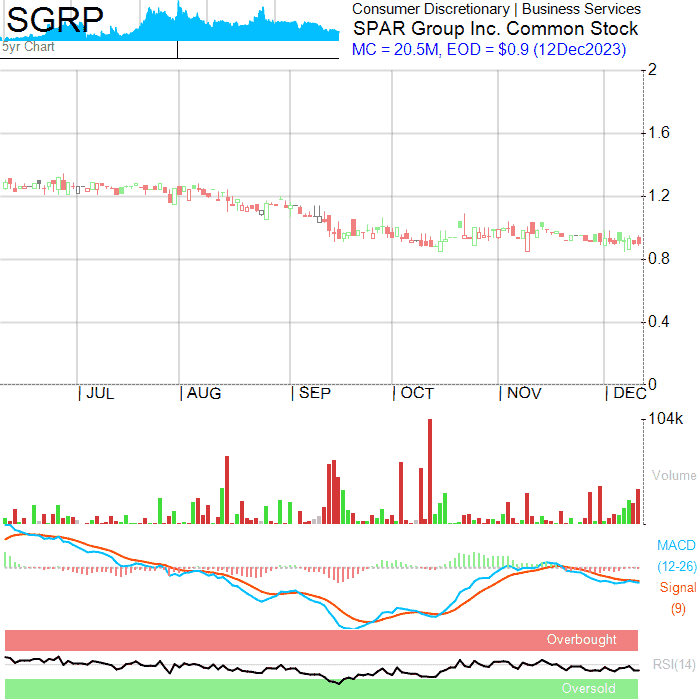 SGRP
5yr Chart
Consumer Discretionary | Business Services
SPAR Group Inc. Common Stock
MC = 20.5M, EOD = $0.9 (12Dec2023)
2
1.6
1.2
0.8
0.4
0
| JUL | AUG | SEP | OCT | NOV | DEC
104k
Volume
MACD
(12-26)
Signal
(9)
Overbought
RSI(14)
Oversold